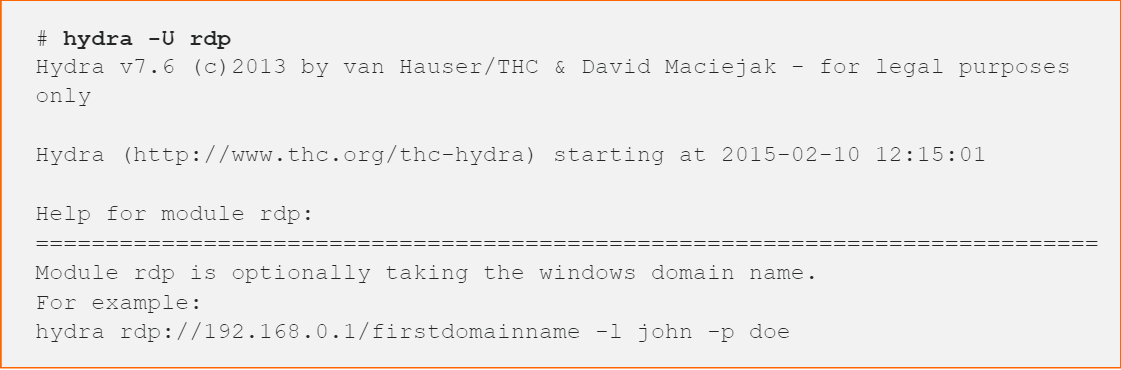 # hydra -U rdp
Hydra v7.6 (c)2013 by van Hauser/THC & David Maciejak - for legal purposes
only
Hydra (http://www.thc.org/thc-hydra) starting at 2015-02-10 12:15:01
Help for module rdp:
============================================================================
Module rdp is optionally taking the windows domain name.
For example:
hydra rdp://192.168.0.1/firstdomainname -l john -p doe